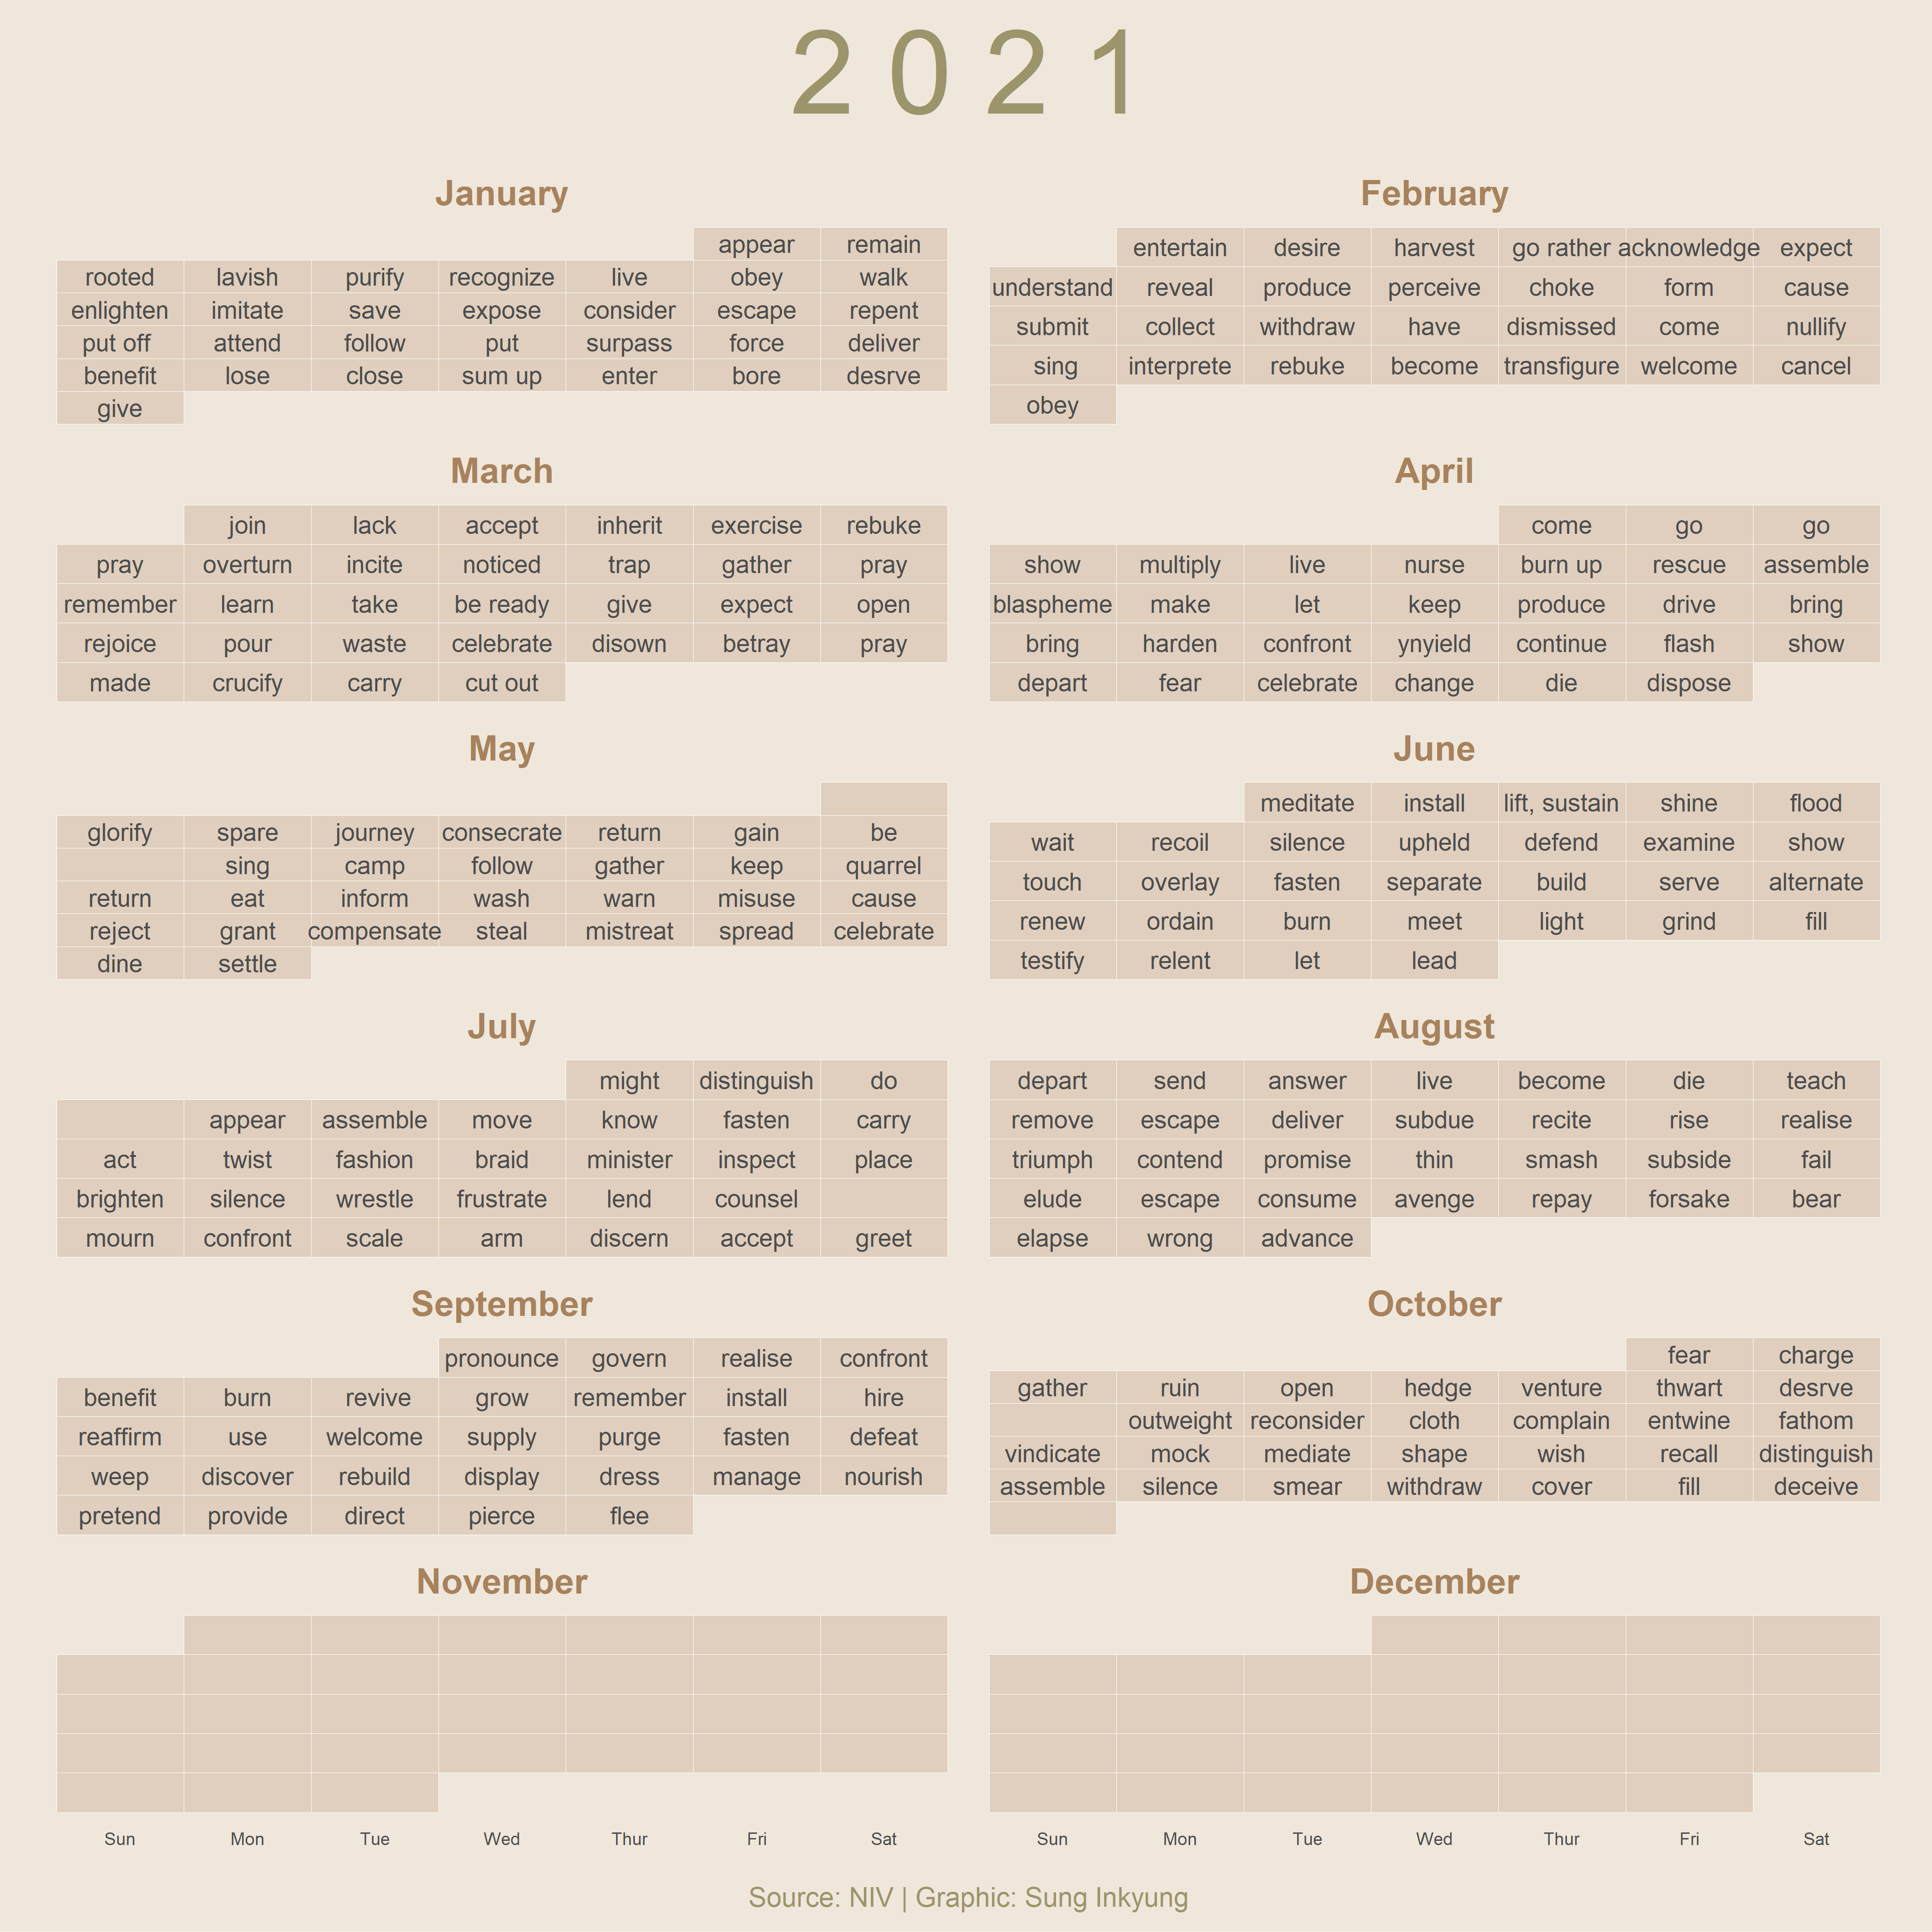 2 0 2 1
January
appear remain
rooted lavish purify recognize live obey walk
enlighten imitate save expose consider escape repent
put off attend follow put surpass force deliver
benefit lose close sum up enter bore desrve
give
February
entertain desire harvest go rather acknowledge expect
understand reveal produce perceive choke form cause
submit collect withdraw have dismissed come nullify
sing interprete rebuke become transfigure welcome cancel
obey
March
join lack accept inherit exercise rebuke
pray overturn incite noticed trap gather pray
remember learn take be ready give expect open
rejoice pour waste celebrate disown betray pray
made crucify carry cut out
April
come go go
show multiply live nurse burn up rescue assemble
blaspheme make let keep produce drive bring
bring harden confront ynyield continue flash show
depart fear celebrate change die dispose
May
glorify spare journey consecrate return gain be
sing camp follow gather keep quarrel
return eat inform wash warn misuse cause
reject grant compensate steal mistreat spread celebrate
dine settle
June
meditate install lift, sustain shine flood
wait recoil silence upheld defend examine show
touch overlay fasten separate build serve alternate
renew ordain burn meet light grind fill
testify relent let lead
July
might distinguish do
appear assemble move know fasten carry
act twist fashion braid minister inspect place
brighten silence wrestle frustrate lend counsel
mourn confront scale arm discern accept greet
August
depart send answer live become die teach
remove escape deliver subdue recite rise realise
triumph contend promise thin smash subside fail
elude escape consume avenge repay forsake bear
elapse wrong advance
September
pronounce govern realise confront
benefit burn revive grow remember install hire
reaffirm use welcome supply purge fasten defeat
weep discover rebuild display dress manage nourish
pretend provide direct pierce flee
October
fear charge
gather ruin open hedge venture thwart desrve
outweight reconsider cloth complain entwine fathom
vindicate mock mediate shape wish recall distinguish
assemble silence smear withdraw cover fill deceive
November
December
Sun Mon Tue Wed Thur Fri Sat
Sun Mon Tue Wed Thur Fri Sat
Source: NIV | Graphic: Sung Inkyung